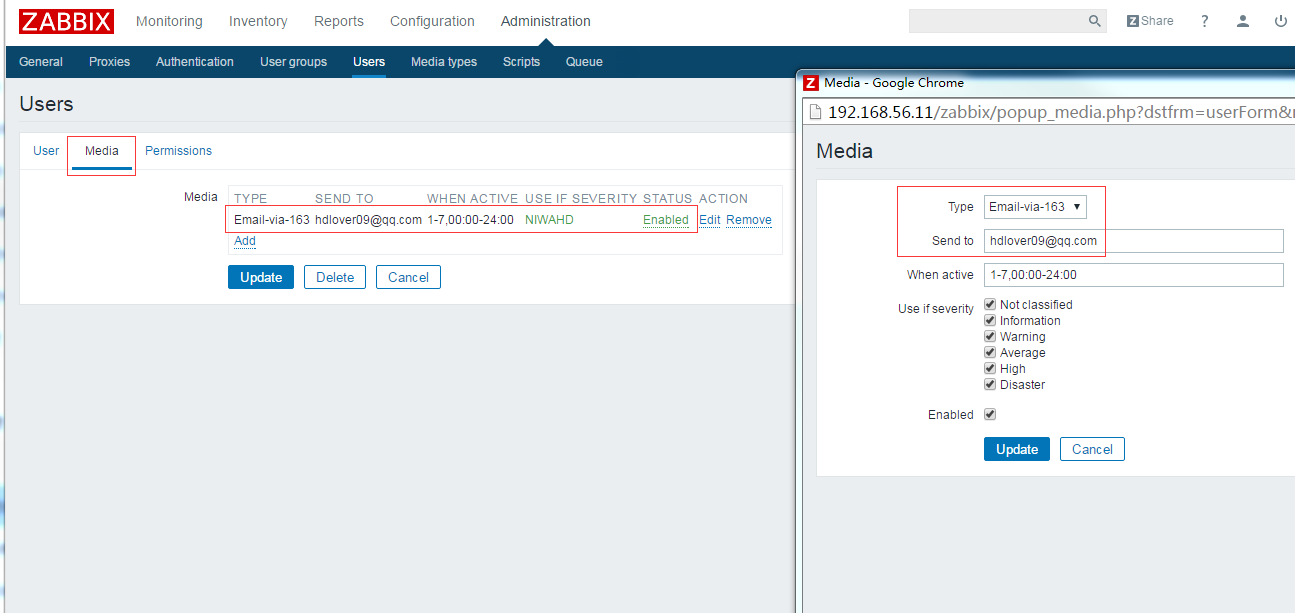 ZABBIX Monitoring Inventory Reports Configuration Administration Z Share ?
General Proxies Authentication User groups Users Media types Scripts Queue
Users
User Media Permissions
Media TYPE SEND TO WHEN ACTIVE USE IF SEVERITY STATUS ACTION
Email-via-163 hdlover09@qq.com 1-7,00:00-24:00 NIWAHD Enabled Edit Remove
Add
Update Delete Cancel
Z Media - Google Chrome
192.168.56.11/zabbix/popup_media.php?dstfrm=userForm&
Media
Type Email-via-163
Send to hdlover09@qq.com
When active 1-7,00:00-24:00
Use if severity Not classified
Information
Warning
Average
High
Disaster
Enabled
Update Cancel